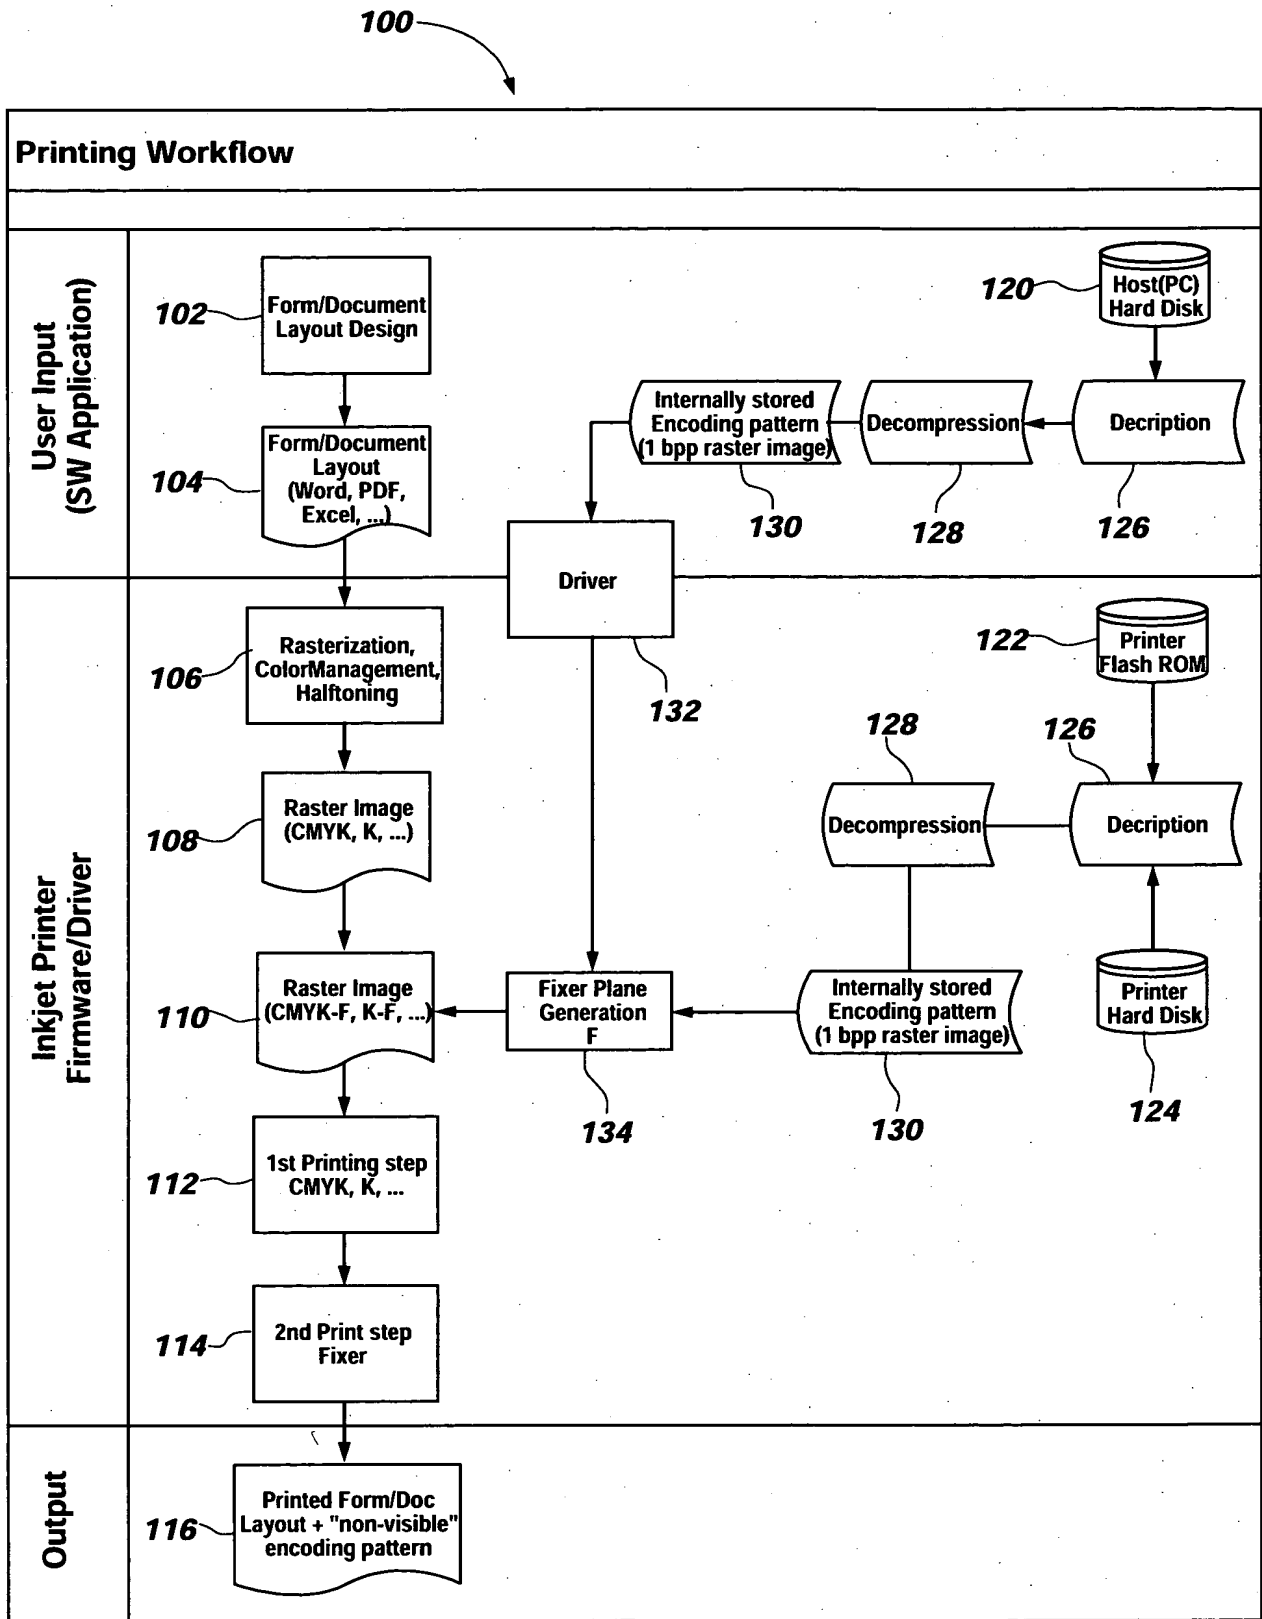 100
Printing Workflow
User Input
(SW Application)
102
Form/Document
Layout Design
120
Host(PC)
Hard Disk
104
Form/Document
Layout
(Word, PDF,
Excel, ...)
Internally stored
Encoding pattern
(1 bpp raster image)
130
Decompression
128
Decription
126
Driver
132
Inkjet Printer
Firmware/Driver
106
Rasterization,
ColorManagement,
Halftoning
122
Printer
Flash ROM
128
126
108
Raster Image
(CMYK, K, ...)
Decompression
Decription
110
Raster Image
(CMYK-F, K-F, ...)
Fixer Plane
Generation
F
134
Internally stored
Encoding pattern
(1 bpp raster image)
130
Printer
Hard Disk
124
112
1st Printing step
CMYK, K, ...
114
2nd Print step
Fixer
Output
116
Printed Form/Doc
Layout + "non-visible"
encoding pattern